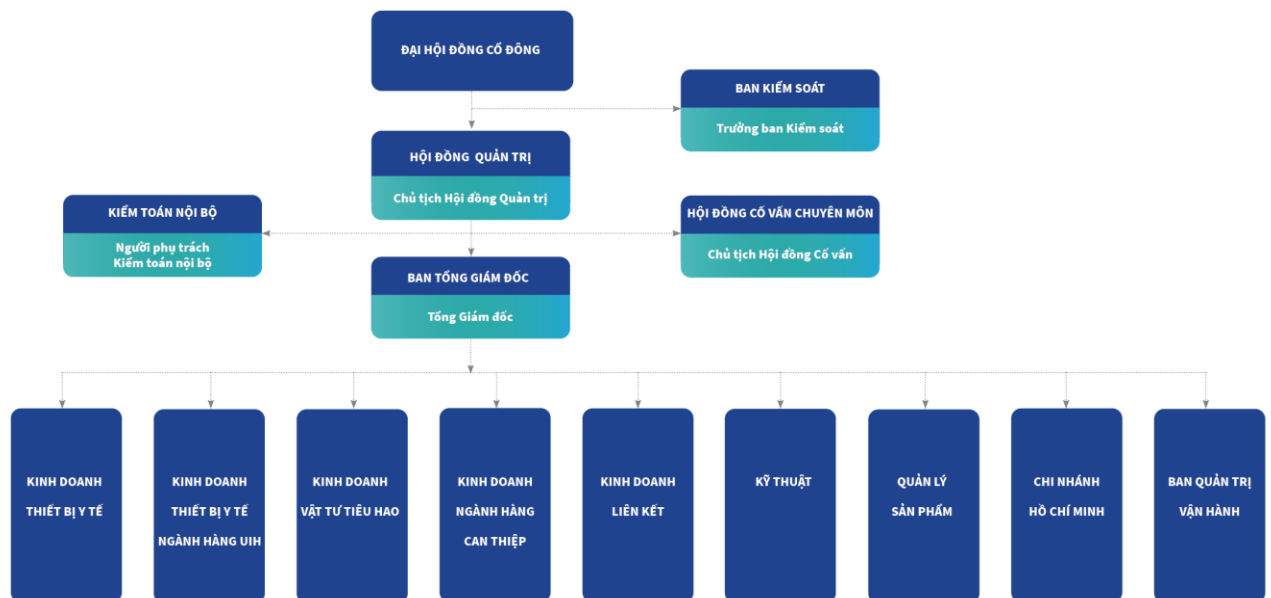 ĐẠI HỘI ĐỒNG CỔ ĐÔNG
BAN KIỂM SOÁT
Trưởng ban Kiểm soát
HỘI ĐỒNG QUẢN TRỊ
Chủ tịch Hội đồng Quản trị
KIỂM TOÁN NỘI BỘ
Người phụ trách
Kiểm toán nội bộ
HỘI ĐỒNG CỐ VẤN CHUYÊN MÔN
Chủ tịch Hội đồng Cố vấn
BAN TỔNG GIÁM ĐỐC
Tổng Giám đốc
KINH DOANH
THIẾT BỊ Y TẾ
KINH DOANH
THIẾT BỊ Y TẾ
NGÀNH HÀNG UIH
KINH DOANH
VẬT TƯ TIÊU HAO
KINH DOANH
NGÀNH HÀNG
CAN THIỆP
KINH DOANH
LIÊN KẾT
KỸ THUẬT
QUẢN LÝ
SẢN PHẨM
CHI NHÁNH
HỒ CHÍ MINH
BAN QUẢN TRỊ
VẬN HÀNH